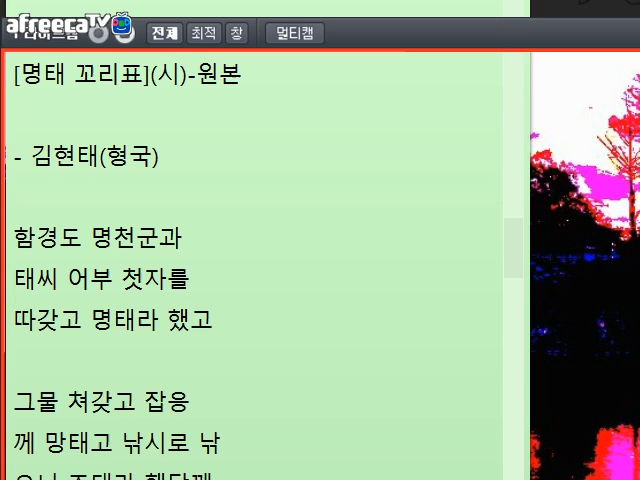 afreecaTV
전체 최적 창 멀티캠
[명태 꼬리표](시)-원본
- 김현태(형국)
함경도 명천군과
태씨 어부 첫자를
따갖고 명태라 했고
그물 쳐갖고 잡응
께 망태고 낚시로 낚